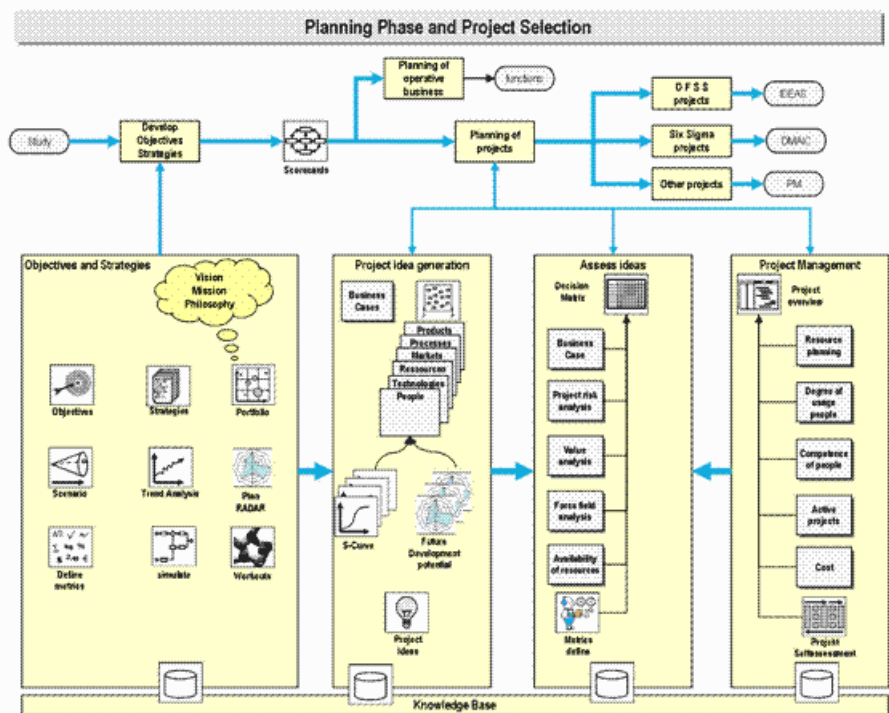 Planning Phase and Project Selection
Planning of
operative
business
functions
D F S S
projects
IDEAS
Study
Develop
Objectives
Strategies
Scorecards
Planning of
projects
Six Sigma
projects
DMAIC
Other projects
PM
Objectives and Strategies
Vision
Mission
Philosophy
Objectives
Strategies
Portfolio
Scenario
Trend Analysis
Plan
RADAR
Define
metrics
simulate
Workouts
Project idea generation
Business
Cases
Products
Processes
Markets
Ressources
Technologies
People
S-Curve
Future
Development
potential
Project
Ideas
Assess ideas
Decision
Matrix
Business
Case
Project risk
analysis
Value
analysis
Force field
analysis
Availability
of resources
Metrics
define
Project Management
Project
overview
Resource
planning
Degree of
usage
people
Competence
of people
Active
projects
Cost
Projekt
Selfassessment
Knowledge Base